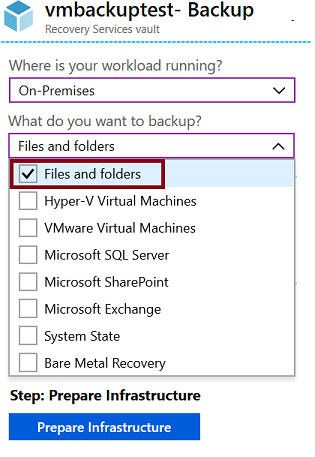 vmbackuptest- Backup
Recovery Services vault
Where is your workload running?
On-Premises
What do you want to backup?
Files and folders
Files and folders
Hyper-V Virtual Machines
VMware Virtual Machines
Microsoft SQL Server
Microsoft SharePoint
Microsoft Exchange
System State
Bare Metal Recovery
Step: Prepare Infrastructure
Prepare Infrastructure